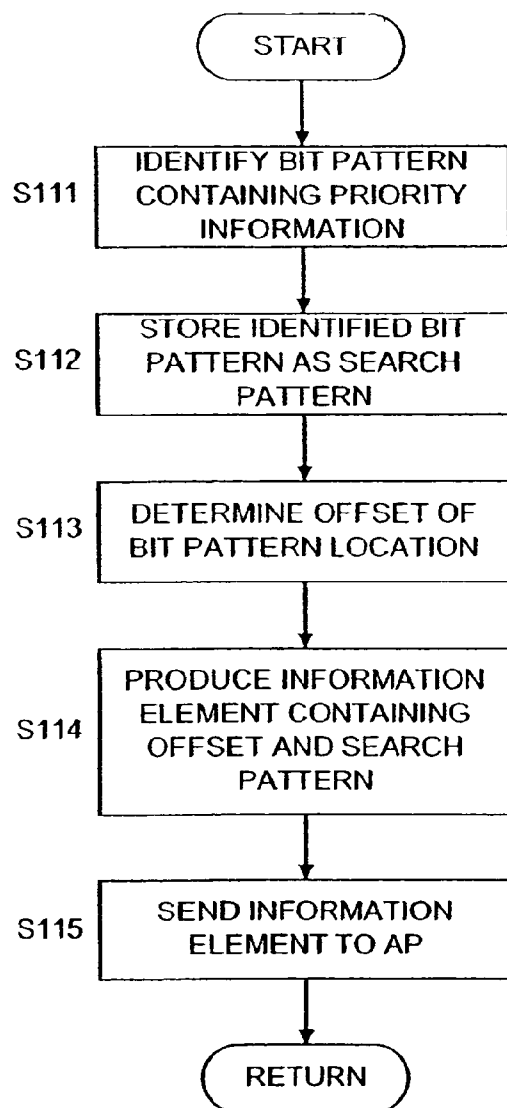 START
S111
IDENTIFY BIT PATTERN
CONTAINING PRIORITY
INFORMATION
S112
STORE IDENTIFIED BIT
PATTERN AS SEARCH
PATTERN
S113
DETERMINE OFFSET OF
BIT PATTERN LOCATION
S114
PRODUCE INFORMATION
ELEMENT CONTAINING
OFFSET AND SEARCH
PATTERN
S115
SEND INFORMATION
ELEMENT TO AP
RETURN